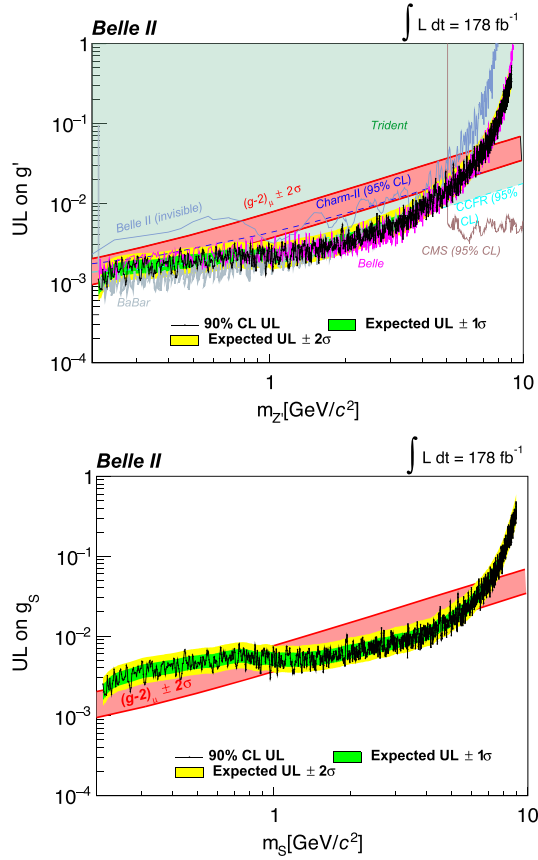 Belle II
∫ L dt = 178 fb⁻¹
UL on g'
1
10⁻¹
10⁻²
10⁻³
10⁻⁴
Trident
(g-2)μ ± 2σ
Charm-II (95% CL)
Belle II (invisible)
CCFR (95% CL)
CMS (95% CL)
Belle
BaBar
90% CL UL
Expected UL ± 1σ
Expected UL ± 2σ
1
10
m_Z'[GeV/c²]
Belle II
∫ L dt = 178 fb⁻¹
UL on g_S
1
10⁻¹
10⁻²
10⁻³
10⁻⁴
(g-2)μ ± 2σ
90% CL UL
Expected UL ± 1σ
Expected UL ± 2σ
1
10
m_S[GeV/c²]